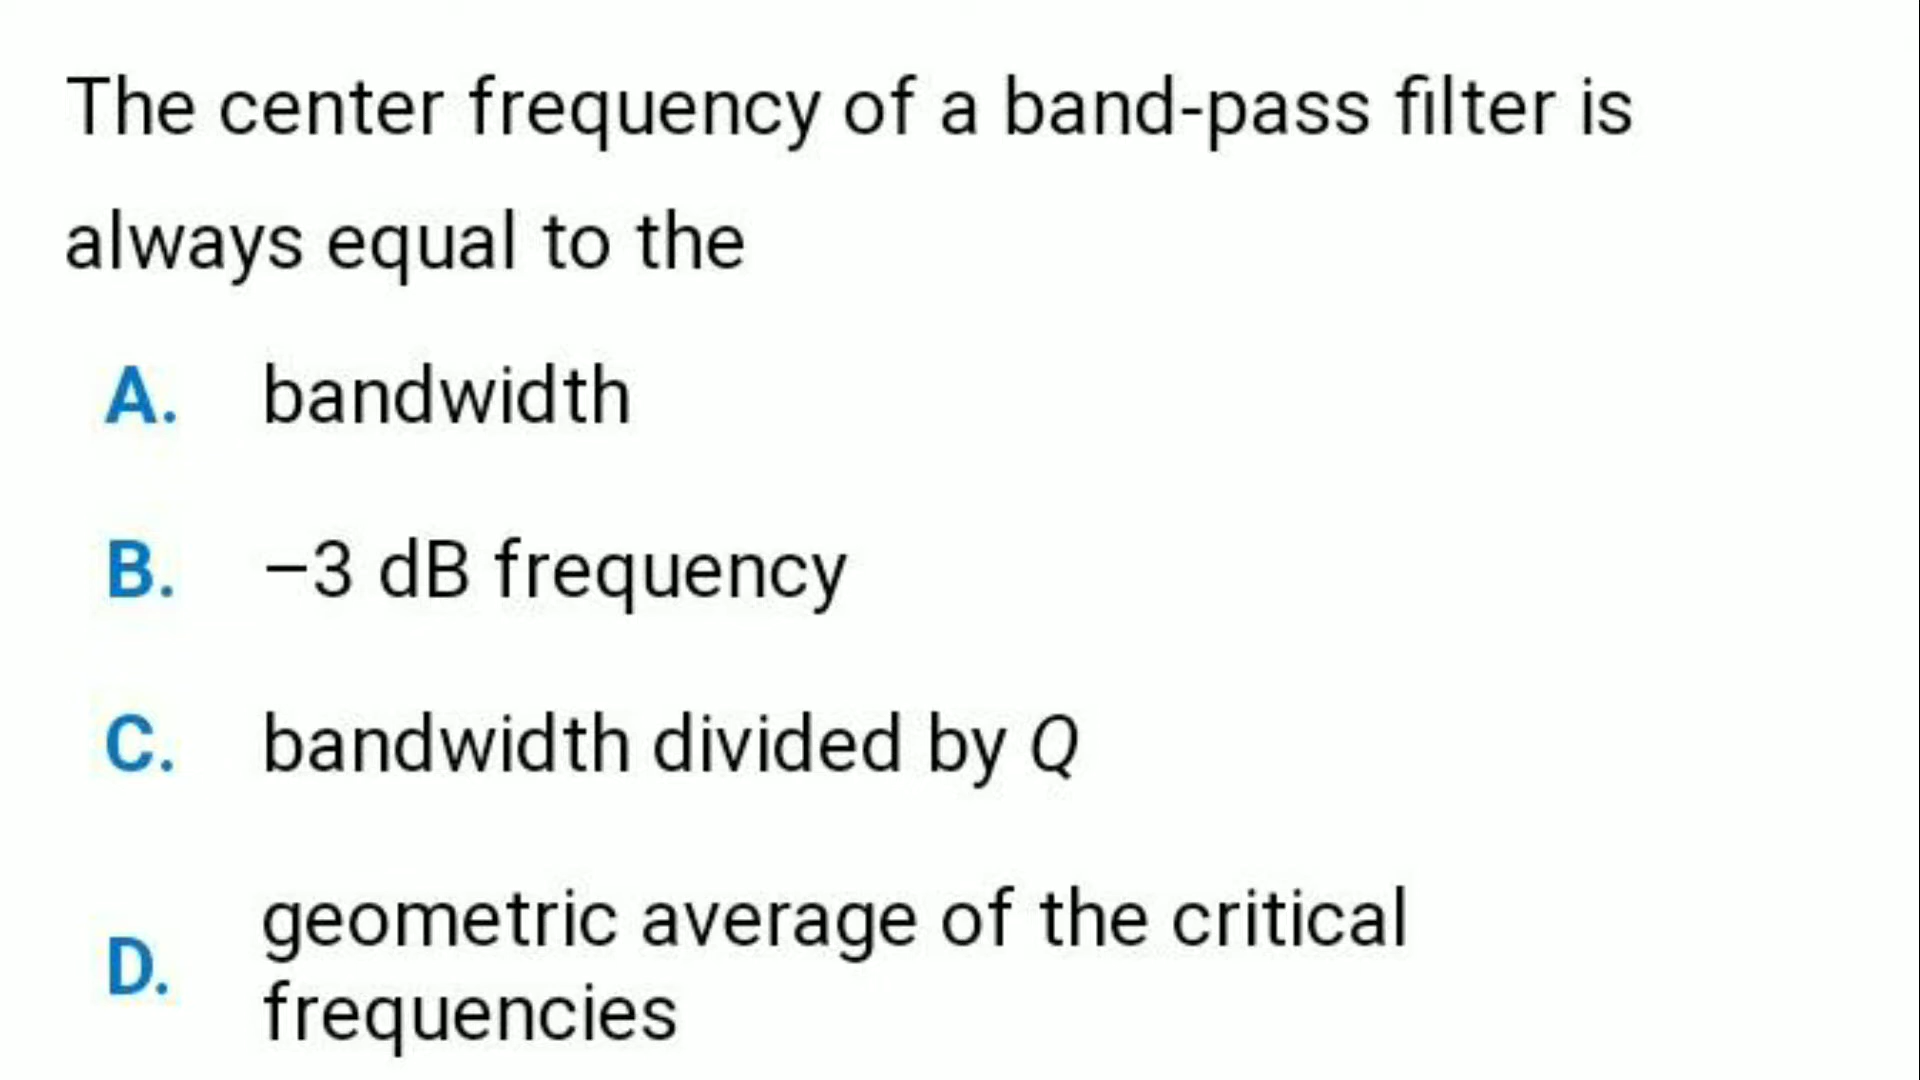 The center frequency of a band-pass filter is
always equal to the
A. bandwidth
B. −3 dB frequency
C. bandwidth divided by Q
D. geometric average of the critical
frequencies